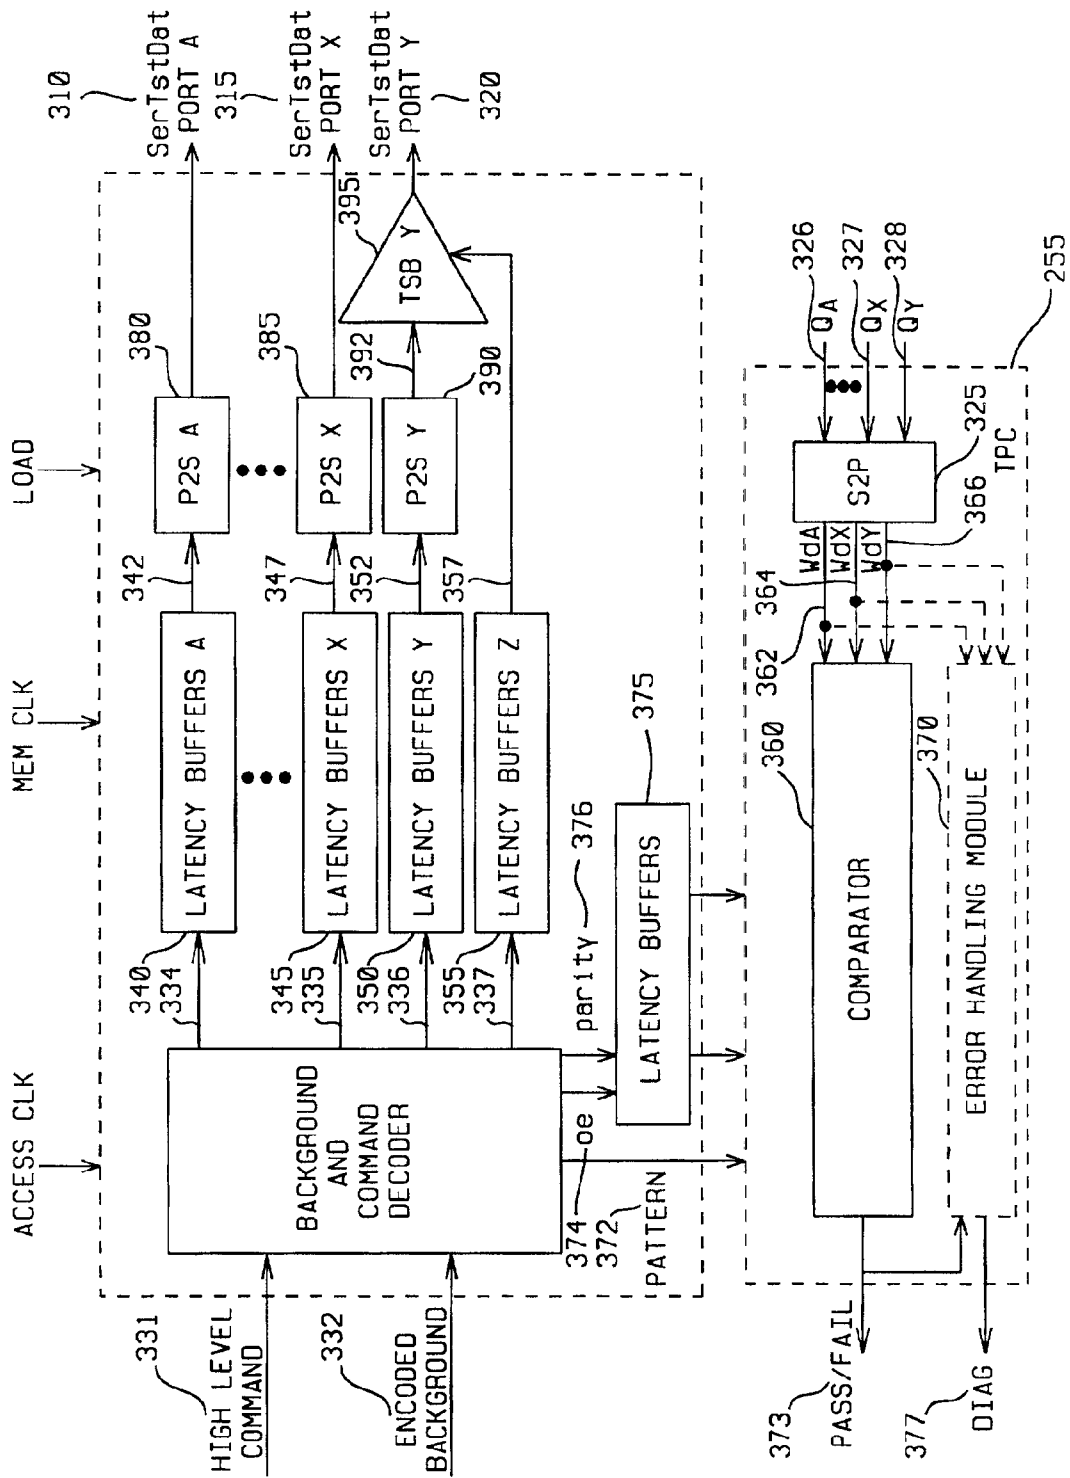 ACCESS CLK
MEM CLK
LOAD
331
HIGH LEVEL
COMMAND
332
ENCODED
BACKGROUND
BACKGROUND
AND
COMMAND
DECODER
334
335
336
337
340
LATENCY BUFFERS A
345
LATENCY BUFFERS X
350
LATENCY BUFFERS Y
355
LATENCY BUFFERS Z
342
347
352
357
P2S A
380
P2S X
385
P2S Y
390
392
TSB Y
395
310
SerTstDat
PORT A
315
SerTstDat
PORT X
SerTstDat
PORT Y
320
374
oe
372
PATTERN
parity
376
LATENCY BUFFERS
375
373
PASS/FAIL
377
DIAG
COMPARATOR
360
ERROR HANDLING MODULE
370
362
364
366
WdA
WdX
WdY
S2P
325
TPC
QA
326
QX
327
QY
328
255